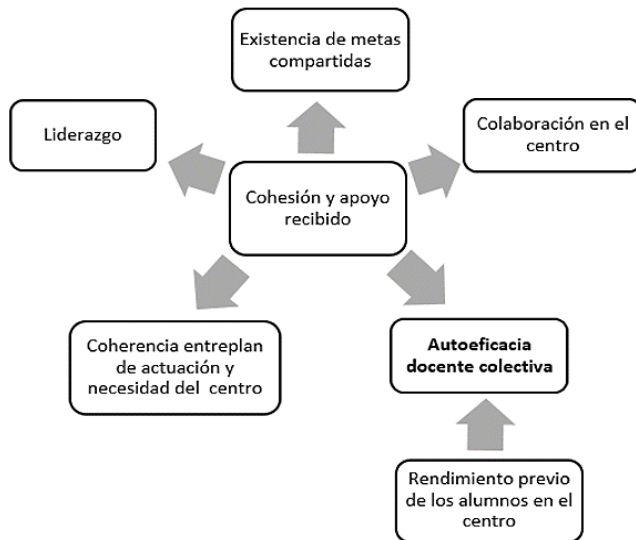 Existencia de metas
compartidas
Liderazgo
Colaboración en el
centro
Cohesión y apoyo
recibido
Coherencia entreplan
de actuación y
necesidad del centro
Autoeficacia
docente colectiva
Rendimiento previo
de los alumnos en el
centro